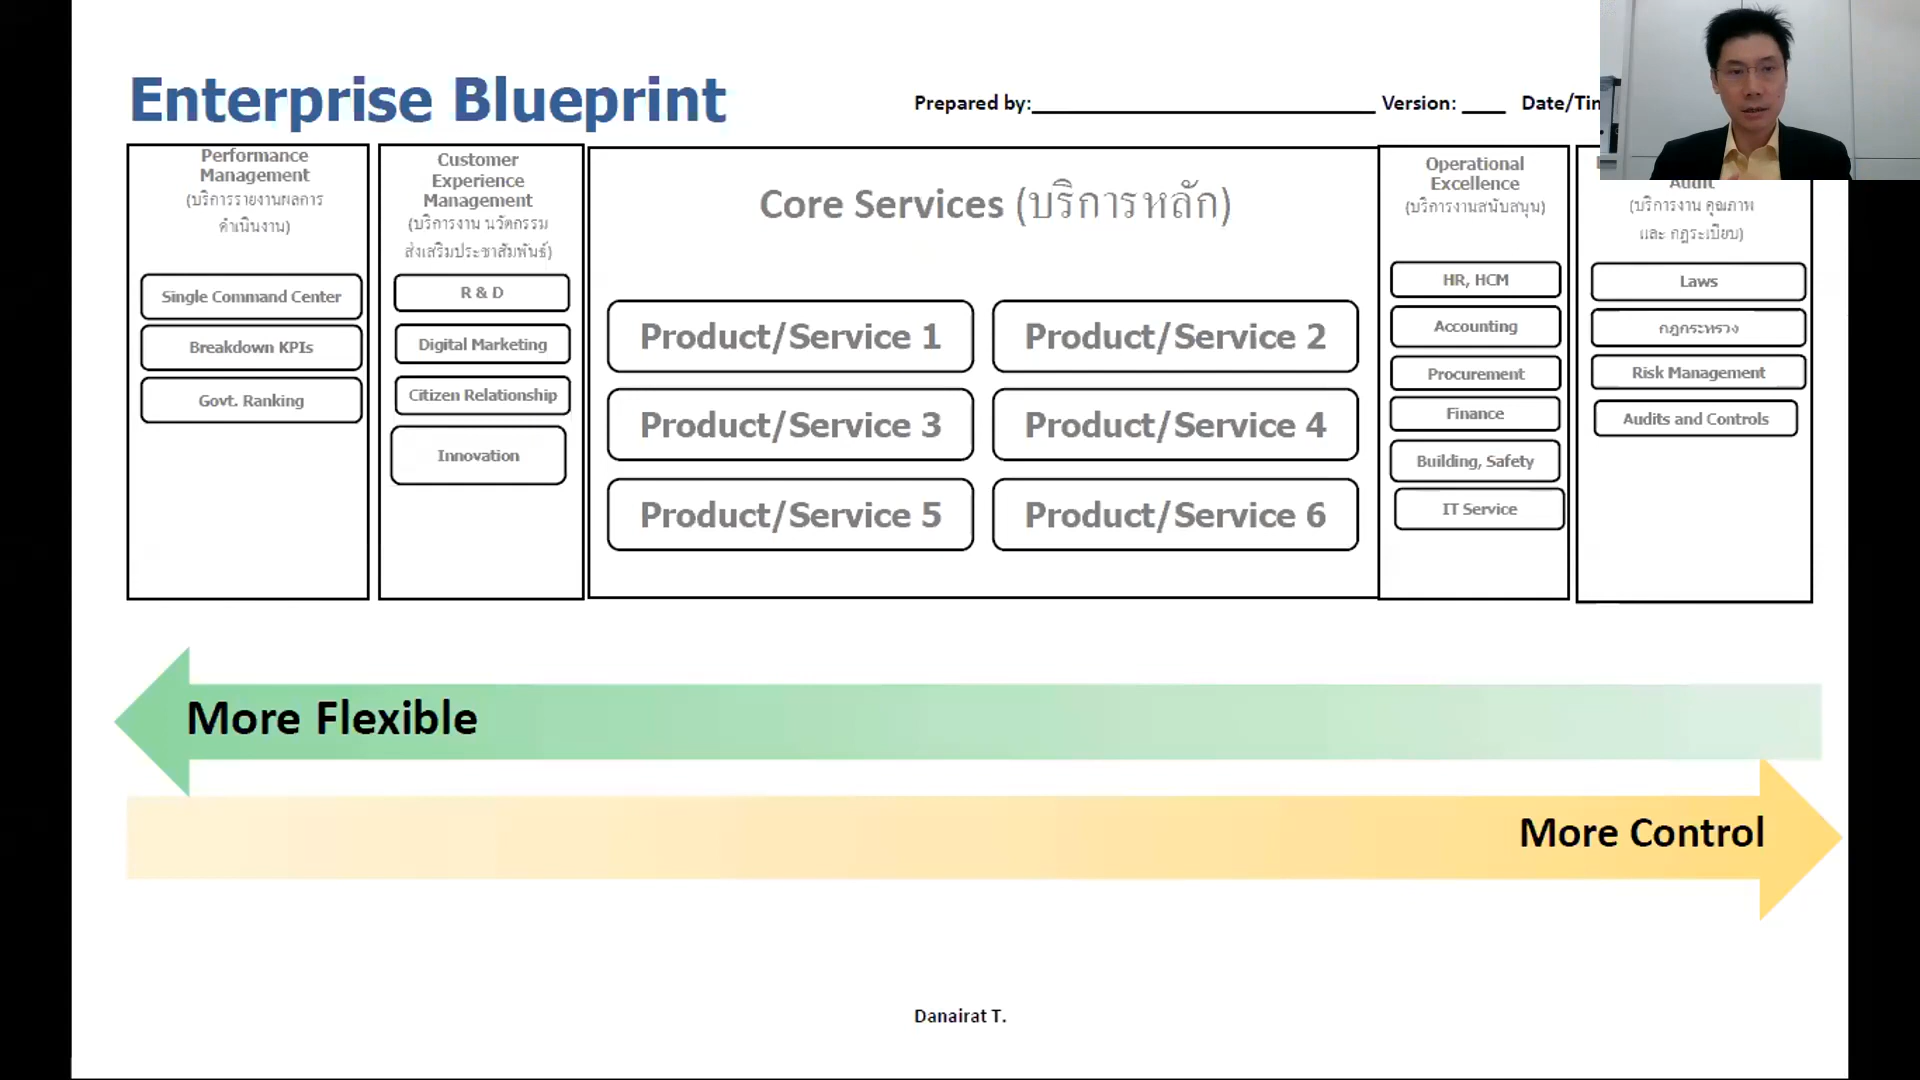 Enterprise Blueprint
Prepared by: Version: Date/Tim
Performance
Management
(บริการรายงานผลการ
ดำเนินงาน)
Single Command Center
Breakdown KPIs
Govt. Ranking
Customer
Experience
Management
(บริการงาน นวัตกรรม
ส่งเสริมประชาสัมพันธ์)
R & D
Digital Marketing
Citizen Relationship
Innovation
Core Services (บริการหลัก)
Product/Service 1
Product/Service 2
Product/Service 3
Product/Service 4
Product/Service 5
Product/Service 6
Operational
Excellence
(บริการงานสนับสนุน)
HR, HCM
Accounting
Procurement
Finance
Building, Safety
IT Service
Audit
(บริการงาน คุณภาพ
และ กฎระเบียบ)
Laws
กฎกระทรวง
Risk Management
Audits and Controls
More Flexible
More Control
Danairat T.